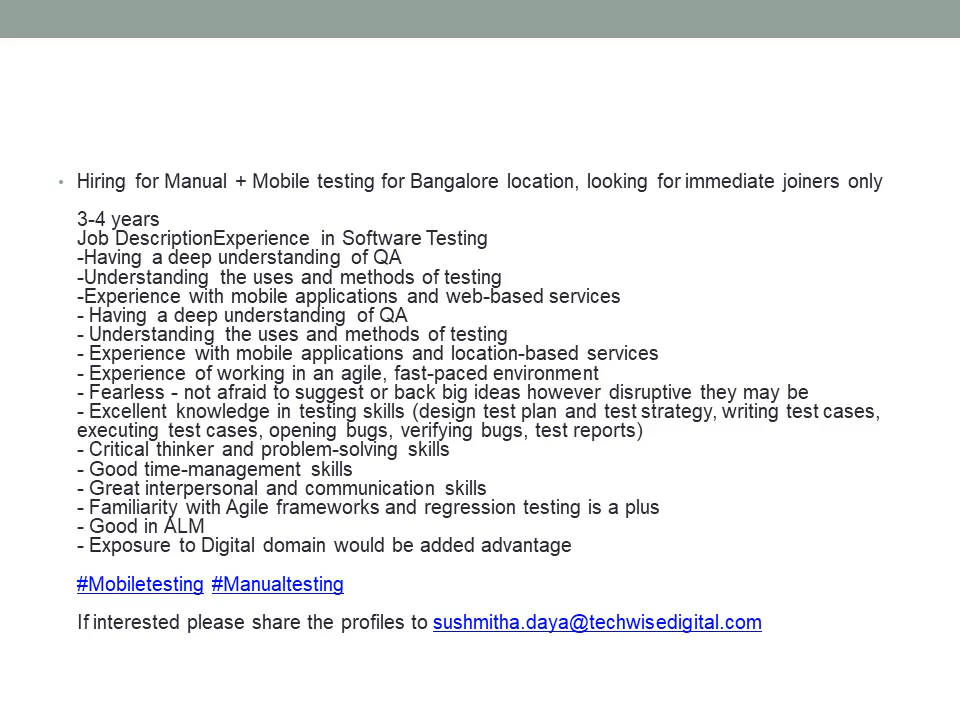 • Hiring for Manual + Mobile testing for Bangalore location, looking for immediate joiners only
3-4 years
Job DescriptionExperience in Software Testing
-Having a deep understanding of QA
-Understanding the uses and methods of testing
-Experience with mobile applications and web-based services
- Having a deep understanding of QA
- Understanding the uses and methods of testing
- Experience with mobile applications and location-based services
- Experience of working in an agile, fast-paced environment
- Fearless - not afraid to suggest or back big ideas however disruptive they may be
- Excellent knowledge in testing skills (design test plan and test strategy, writing test cases,
executing test cases, opening bugs, verifying bugs, test reports)
- Critical thinker and problem-solving skills
- Good time-management skills
- Great interpersonal and communication skills
- Familiarity with Agile frameworks and regression testing is a plus
- Good in ALM
- Exposure to Digital domain would be added advantage
#Mobiletesting #Manualtesting
If interested please share the profiles to sushmitha.daya@techwisedigital.com